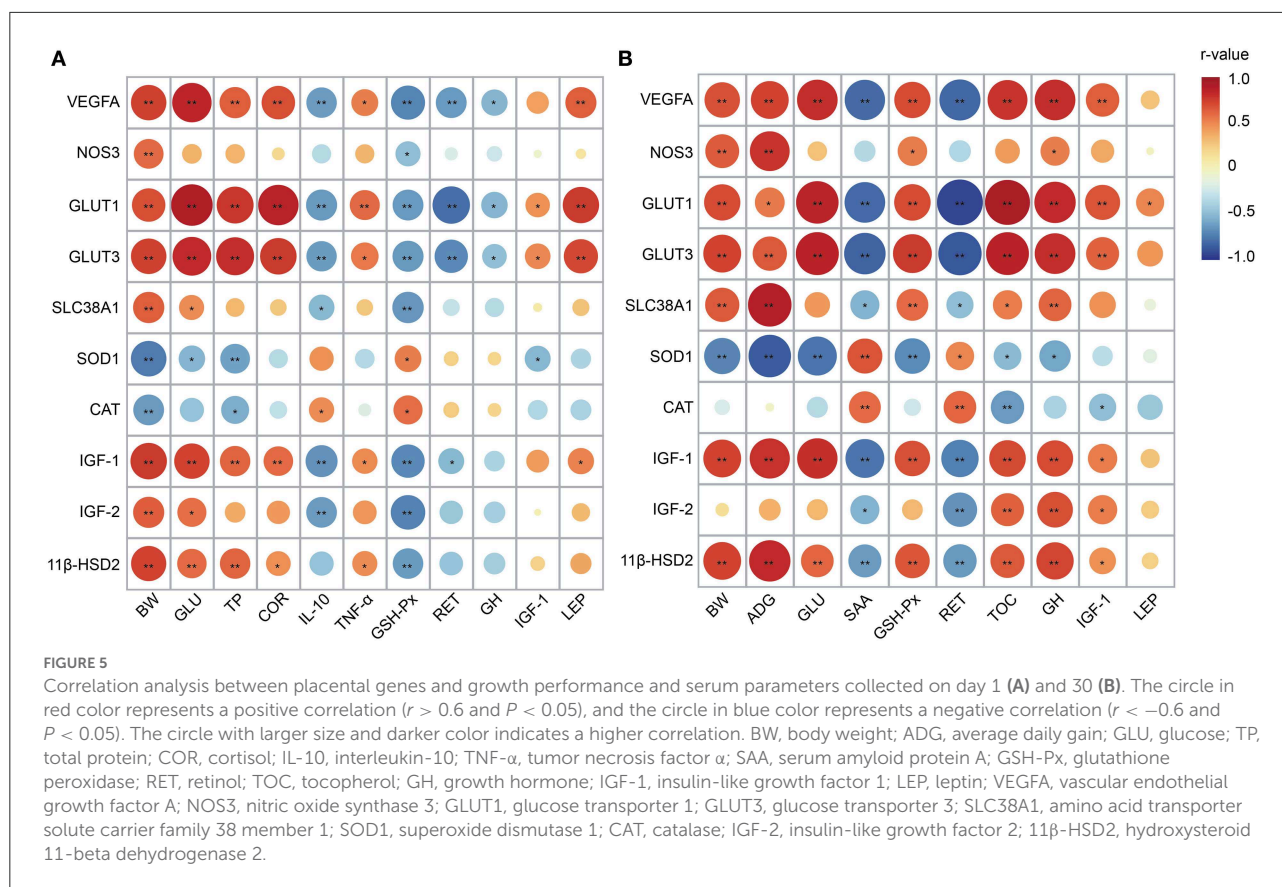 A
B
r-value
1.0
0.5
0
-0.5
-1.0
VEGFA ** ** ** ** ** * ** ** * **
NOS3 ** *
GLUT1 ** ** ** ** ** ** ** ** * * **
GLUT3 ** ** ** ** ** * ** ** * * **
SLC38A1 ** * * **
SOD1 ** * ** * *
CAT ** * * *
IGF-1 ** ** ** ** ** * ** * *
IGF-2 ** * ** **
11β-HSD2 ** ** ** * * **
BW GLU TP COR IL-10 TNF-α GSH-Px RET GH IGF-1 LEP
VEGFA ** ** ** ** ** ** ** ** **
NOS3 ** ** * *
GLUT1 ** * ** ** ** ** ** ** ** *
GLUT3 ** ** ** ** ** ** ** ** **
SLC38A1 ** ** * ** * * **
SOD1 ** ** ** ** ** * * *
CAT ** ** ** *
IGF-1 ** ** ** ** ** ** ** ** *
IGF-2 * ** ** ** *
11β-HSD2 ** ** ** ** ** ** ** ** *
BW ADG GLU SAA GSH-Px RET TOC GH IGF-1 LEP
FIGURE 5
Correlation analysis between placental genes and growth performance and serum parameters collected on day 1 (A) and 30 (B). The circle in
red color represents a positive correlation (r > 0.6 and P < 0.05), and the circle in blue color represents a negative correlation (r < −0.6 and
P < 0.05). The circle with larger size and darker color indicates a higher correlation. BW, body weight; ADG, average daily gain; GLU, glucose; TP,
total protein; COR, cortisol; IL-10, interleukin-10; TNF-α, tumor necrosis factor α; SAA, serum amyloid protein A; GSH-Px, glutathione
peroxidase; RET, retinol; TOC, tocopherol; GH, growth hormone; IGF-1, insulin-like growth factor 1; LEP, leptin; VEGFA, vascular endothelial
growth factor A; NOS3, nitric oxide synthase 3; GLUT1, glucose transporter 1; GLUT3, glucose transporter 3; SLC38A1, amino acid transporter
solute carrier family 38 member 1; SOD1, superoxide dismutase 1; CAT, catalase; IGF-2, insulin-like growth factor 2; 11β-HSD2, hydroxysteroid
11-beta dehydrogenase 2.